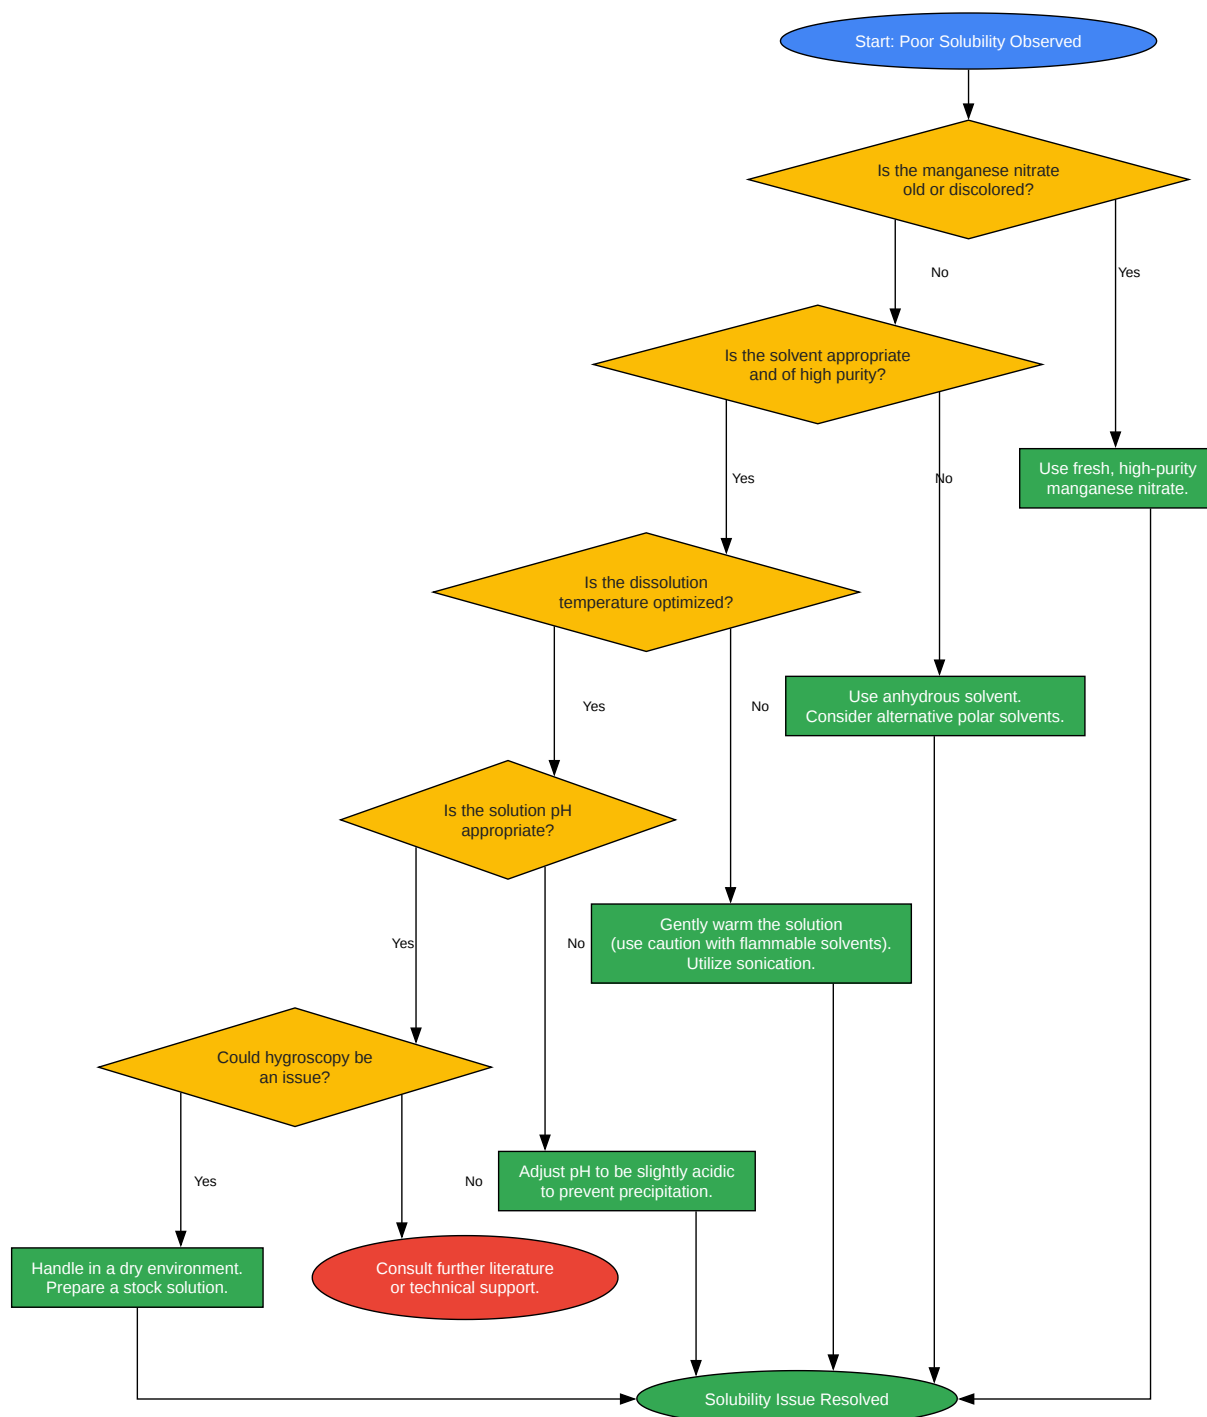 Start: Poor Solubility Observed
Is the manganese nitrate
old or discolored?
No
Yes
Is the solvent appropriate
and of high purity?
Yes
No
Use fresh, high-purity
manganese nitrate.
Is the dissolution
temperature optimized?
Yes
No
Use anhydrous solvent.
Consider alternative polar solvents.
Is the solution pH
appropriate?
Yes
No
Gently warm the solution
(use caution with flammable solvents).
Utilize sonication.
Could hygroscopy be
an issue?
Yes
No
Adjust pH to be slightly acidic
to prevent precipitation.
Handle in a dry environment.
Prepare a stock solution.
Consult further literature
or technical support.
Solubility Issue Resolved